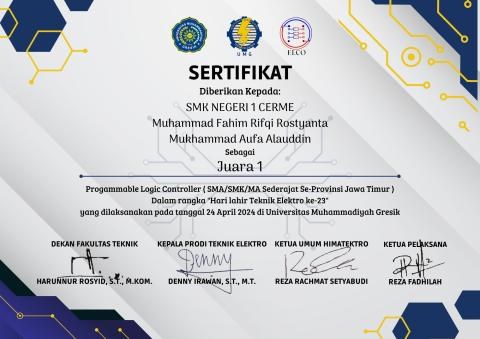 UMG
ELCO
SERTIFIKAT
Diberikan Kepada:
SMK NEGERI 1 CERME
Muhammad Fahim Rifqi Rostyanta
Mukhammad Aufa Alauddin
Sebagai
Juara 1
Progammable Logic Controller ( SMA/SMK/MA Sederajat Se-Provinsi Jawa Timur )
Dalam rangka "Hari lahir Teknik Elektro ke-23"
yang dilaksanakan pada tanggal 24 April 2024 di Universitas Muhammadiyah Gresik
DEKAN FAKULTAS TEKNIK
KEPALA PRODI TEKNIK ELEKTRO
KETUA UMUM HIMATEKTRO
KETUA PELAKSANA
Denny
HARUNNUR ROSYID, S.T., M.KOM.
DENNY IRAWAN, S.T., M.T.
REZA RACHMAT SETYABUDI
REZA FADHILAH